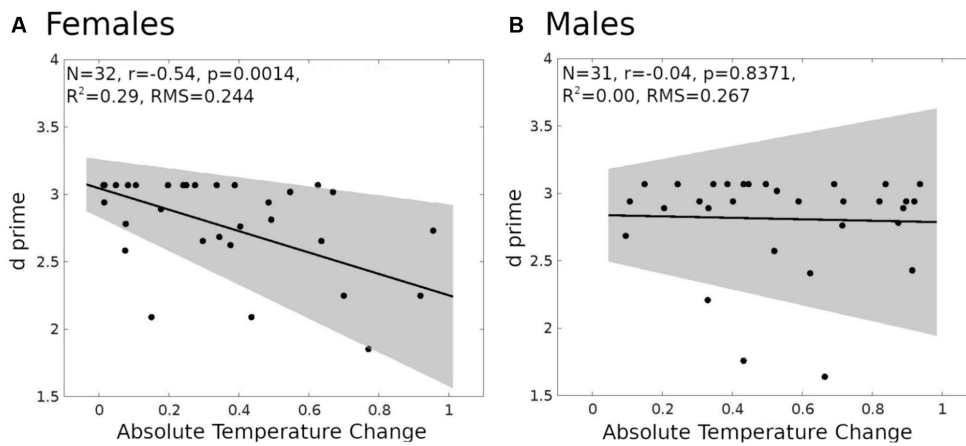 A Females
N=32, r=-0.54, p=0.0014,
R²=0.29, RMS=0.244
4
3.5
3
2.5
2
1.5
d prime
0 0.2 0.4 0.6 0.8 1
Absolute Temperature Change
B Males
N=31, r=-0.04, p=0.8371,
R²=0.00, RMS=0.267
4
3.5
3
2.5
2
1.5
d prime
0 0.2 0.4 0.6 0.8 1
Absolute Temperature Change